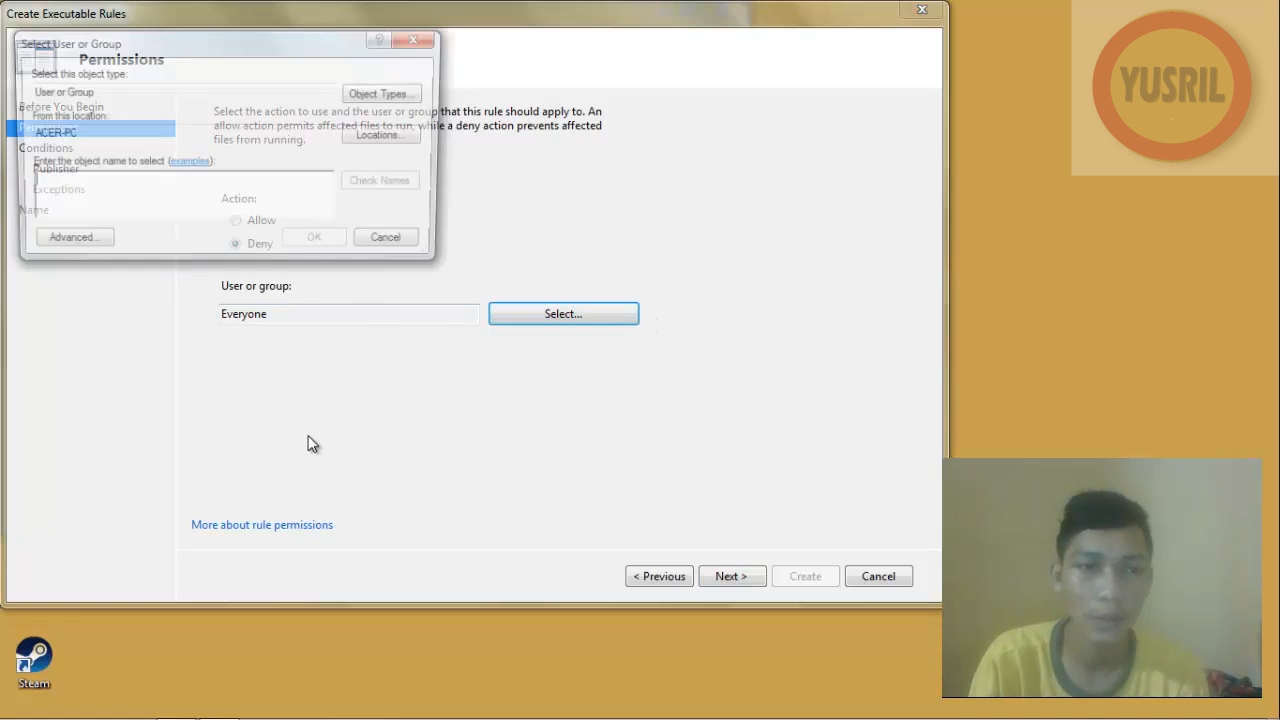 Create Executable Rules
Select User or Group
Permissions
Select this object type:
User or Group
Object Types...
Before You Begin
From this location:
ACER-PC
Locations...
Select the action to use and the user or group that this rule should apply to. An
allow action permits affected files to run, while a deny action prevents affected
files from running.
Conditions
Enter the object name to select (examples):
Publisher
Check Names
Exceptions
Name
Action:
Allow
Deny
Advanced...
OK
Cancel
User or group:
Everyone
Select...
More about rule permissions
< Previous
Next >
Create
Cancel
Steam
YUSRIL